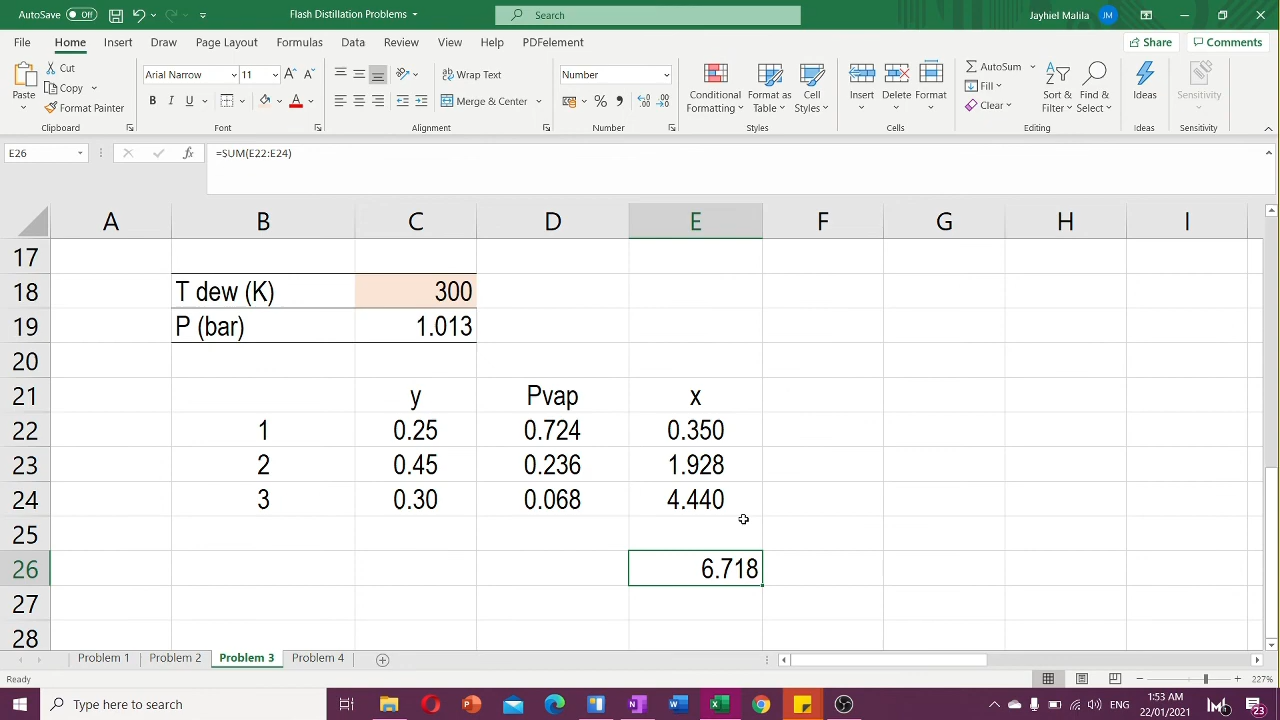 AutoSave Off Flash Distillation Problems Search Jayhiel Malila JM
File Home Insert Draw Page Layout Formulas Data Review View Help PDFelement Share Comments
Paste Cut Copy Format Painter Clipboard
Arial Narrow 11 A A B I U A Font
Wrap Text Merge & Center Alignment
Number % Number
Conditional Formatting Format as Table Cell Styles Styles
Insert Delete Format Cells
AutoSum Fill Clear Sort & Filter Find & Select Editing
Ideas Ideas
Sensitivity Sensitivity
E26 fx =SUM(E22:E24)
A B C D E F G H I
17
18 T dew (K) 300
19 P (bar) 1.013
20
21 y Pvap x
22 1 0.25 0.724 0.350
23 2 0.45 0.236 1.928
24 3 0.30 0.068 4.440
25
26 6.718
27
28
Problem 1 Problem 2 Problem 3 Problem 4
Ready 227%
Type here to search ENG 1:53 AM
22/01/2021 23